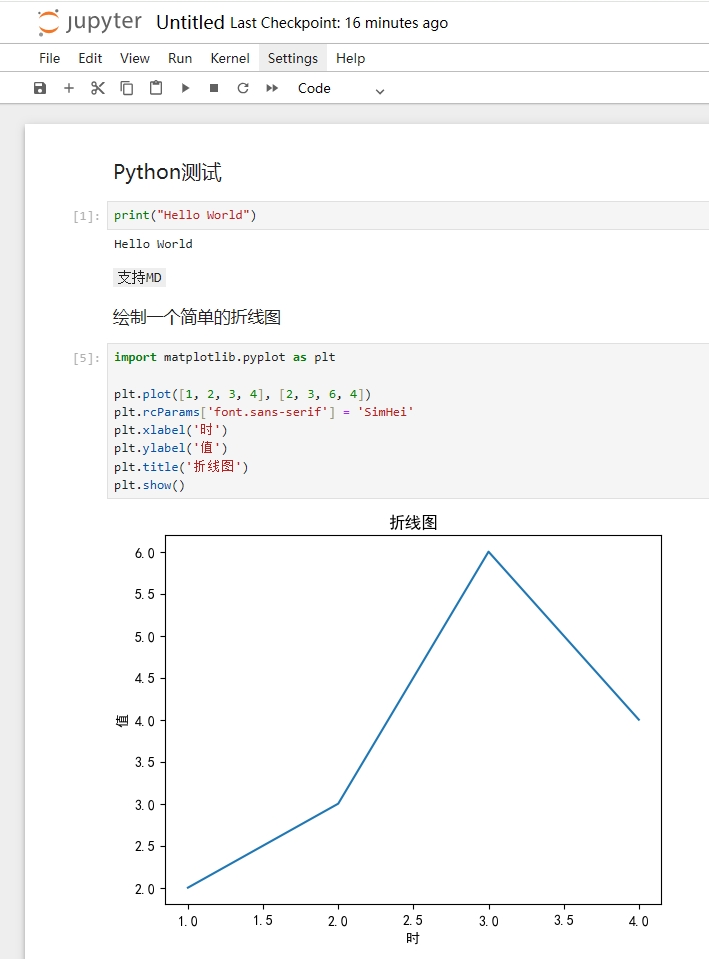 jupyter Untitled Last Checkpoint: 16 minutes ago
File Edit View Run Kernel Settings Help
Code
Python测试
[1]: print("Hello World")
Hello World
支持MD
绘制一个简单的折线图
[5]: import matplotlib.pyplot as plt
plt.plot([1, 2, 3, 4], [2, 3, 6, 4])
plt.rcParams['font.sans-serif'] = 'SimHei'
plt.xlabel('时')
plt.ylabel('值')
plt.title('折线图')
plt.show()
折线图
6.0
5.5
5.0
4.5
值
4.0
3.5
3.0
2.5
2.0
1.0 1.5 2.0 2.5 3.0 3.5 4.0
时